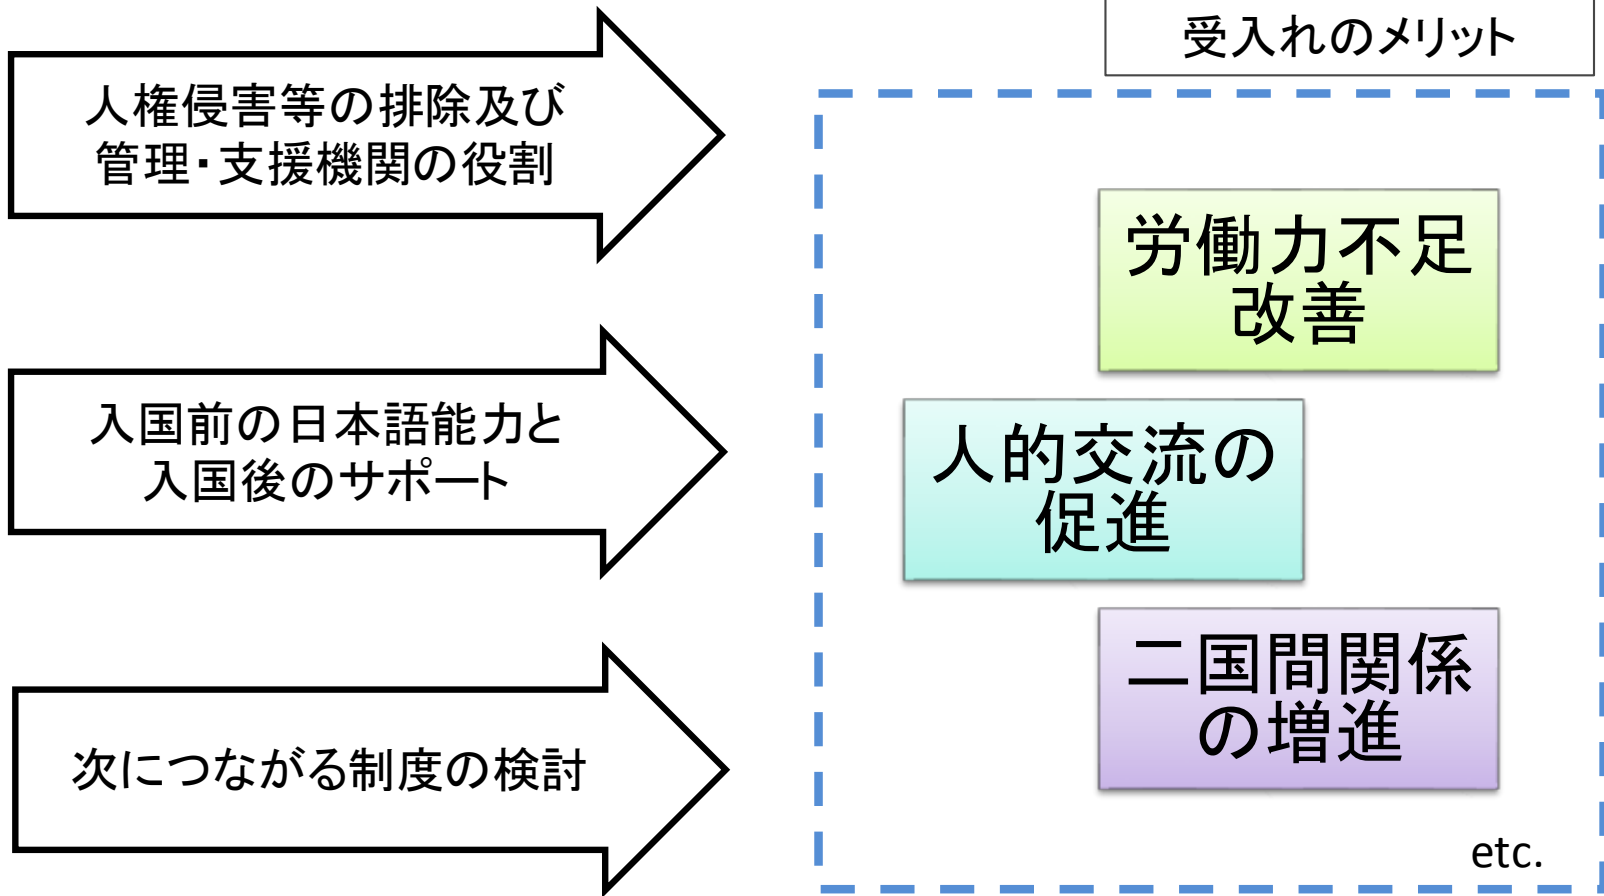 人権侵害等の排除及び
管理・支援機関の役割
入国前の日本語能力と
入国後のサポート
次につながる制度の検討
受入れのメリット
労働力不足
改善
人的交流の
促進
二国間関係
の増進
etc.